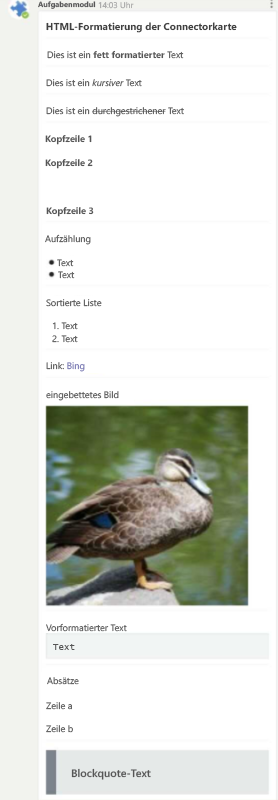 Aufgabenmodul 14:03 Uhr
HTML-Formatierung der Connectorkarte
Dies ist ein fett formatierter Text
Dies ist ein kursiver Text
Dies ist ein durchgestrichener Text
Kopfzeile 1
Kopfzeile 2
Kopfzeile 3
Aufzählung
● Text
● Text
Sortierte Liste
1. Text
2. Text
Link: Bing
eingebettetes Bild
Vorformatierter Text
Text
Absätze
Zeile a
Zeile b
Blockquote-Text